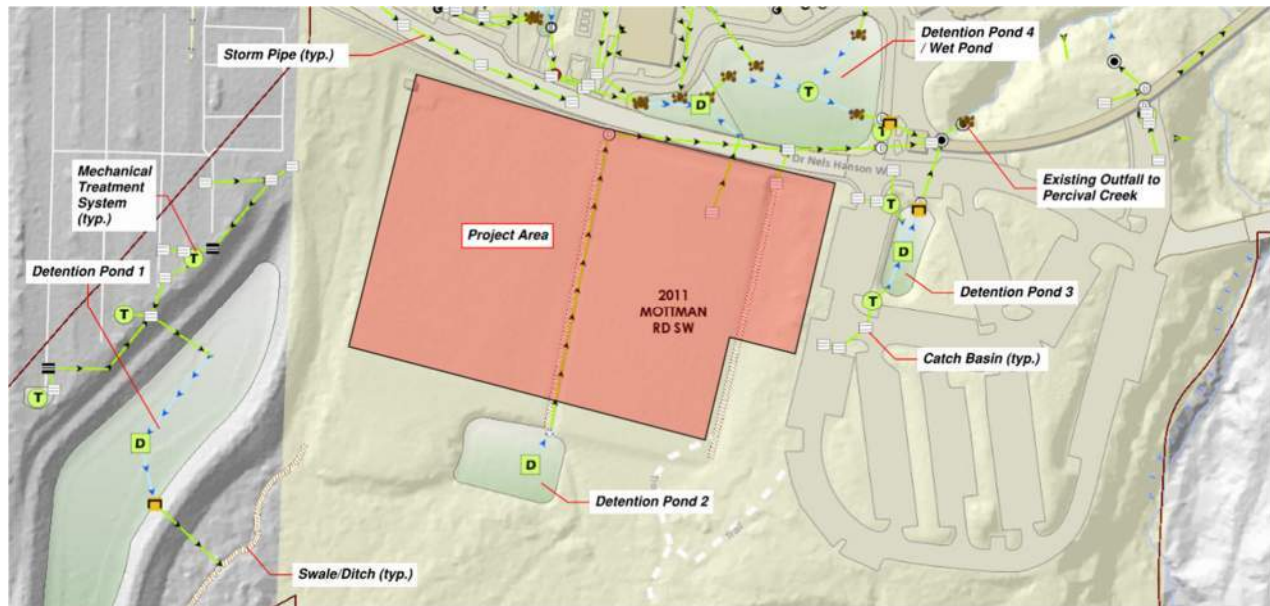 Storm Pipe (typ.)
Detention Pond 4
/ Wet Pond
D
T
T
Dr Nels Hanson W
Mechanical
Treatment
System
(typ.)
Existing Outfall to
Percival Creek
T
Project Area
D
T
Detention Pond 1
Detention Pond 3
2011
MOTTMAN
RD SW
T
T
Catch Basin (typ.)
T
D
D
Detention Pond 2
Trail
Swale/Ditch (typ.)